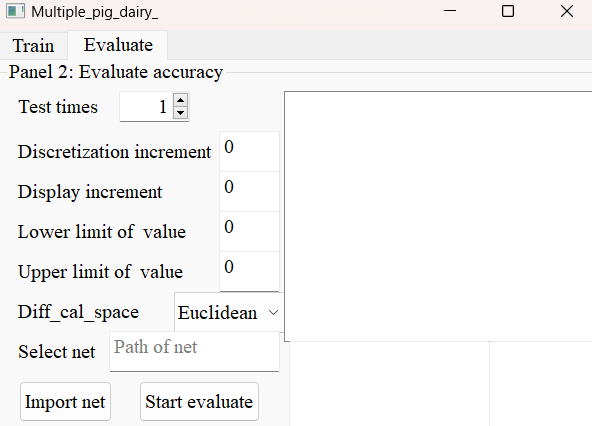 Multiple_pig_dairy_
Train Evaluate
Panel 2: Evaluate accuracy
Test times 1
Discretization increment 0
Display increment 0
Lower limit of value 0
Upper limit of value 0
Diff_cal_space Euclidean
Select net Path of net
Import net Start evaluate